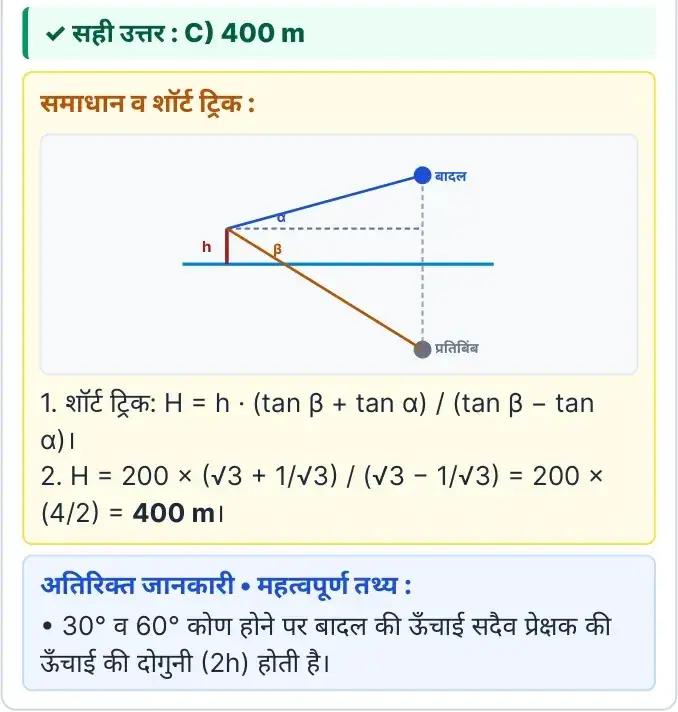 ✓ सही उत्तर : C) 400 m
समाधान व शॉर्ट ट्रिक :
बादल
α
h
β
प्रतिबिंब
1. शॉर्ट ट्रिक: H = h · (tan β + tan α) / (tan β − tan
α)।
2. H = 200 × (√3 + 1/√3) / (√3 − 1/√3) = 200 ×
(4/2) = 400 m।
अतिरिक्त जानकारी • महत्वपूर्ण तथ्य :
• 30° व 60° कोण होने पर बादल की ऊँचाई सदैव प्रेक्षक की
ऊँचाई की दोगुनी (2h) होती है।